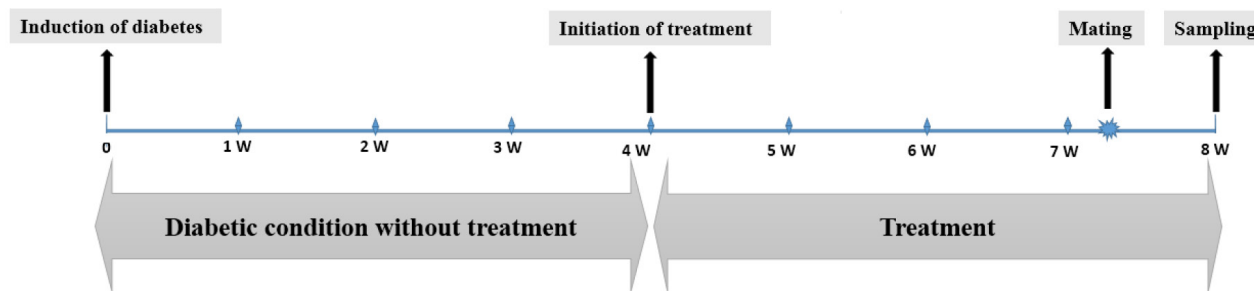 Induction of diabetes
Initiation of treatment
Mating
Sampling
0
1 W
2 W
3 W
4 W
5 W
6 W
7 W
8 W
Diabetic condition without treatment
Treatment